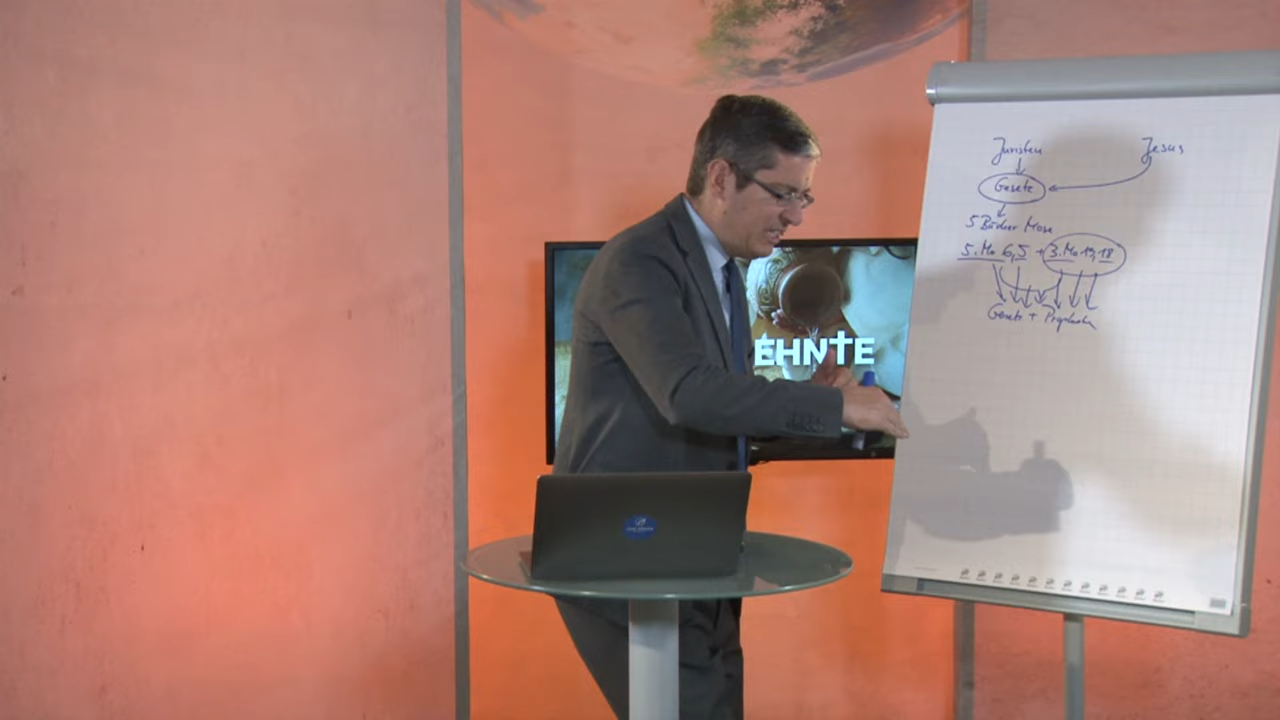 Juristen Jesus
Gesetz
5 Bücher Mose
5. Mo 6,5 + 3. Mo 19,18
Gesetz + Propheten
EHNTE